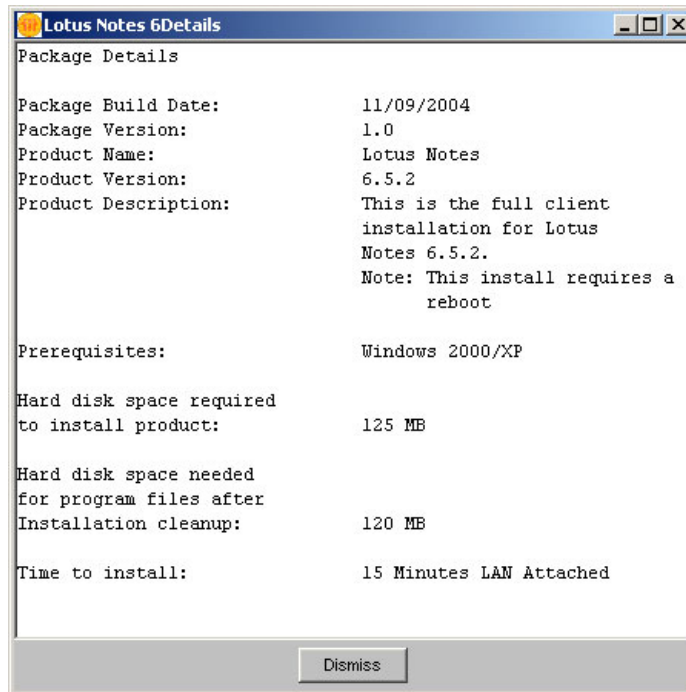 Lotus Notes 6Details
Package Details
Package Build Date: 11/09/2004
Package Version: 1.0
Product Name: Lotus Notes
Product Version: 6.5.2
Product Description: This is the full client
installation for Lotus
Notes 6.5.2.
Note: This install requires a
reboot
Prerequisites: Windows 2000/XP
Hard disk space required
to install product: 125 MB
Hard disk space needed
for program files after
Installation cleanup: 120 MB
Time to install: 15 Minutes LAN Attached
Dismiss